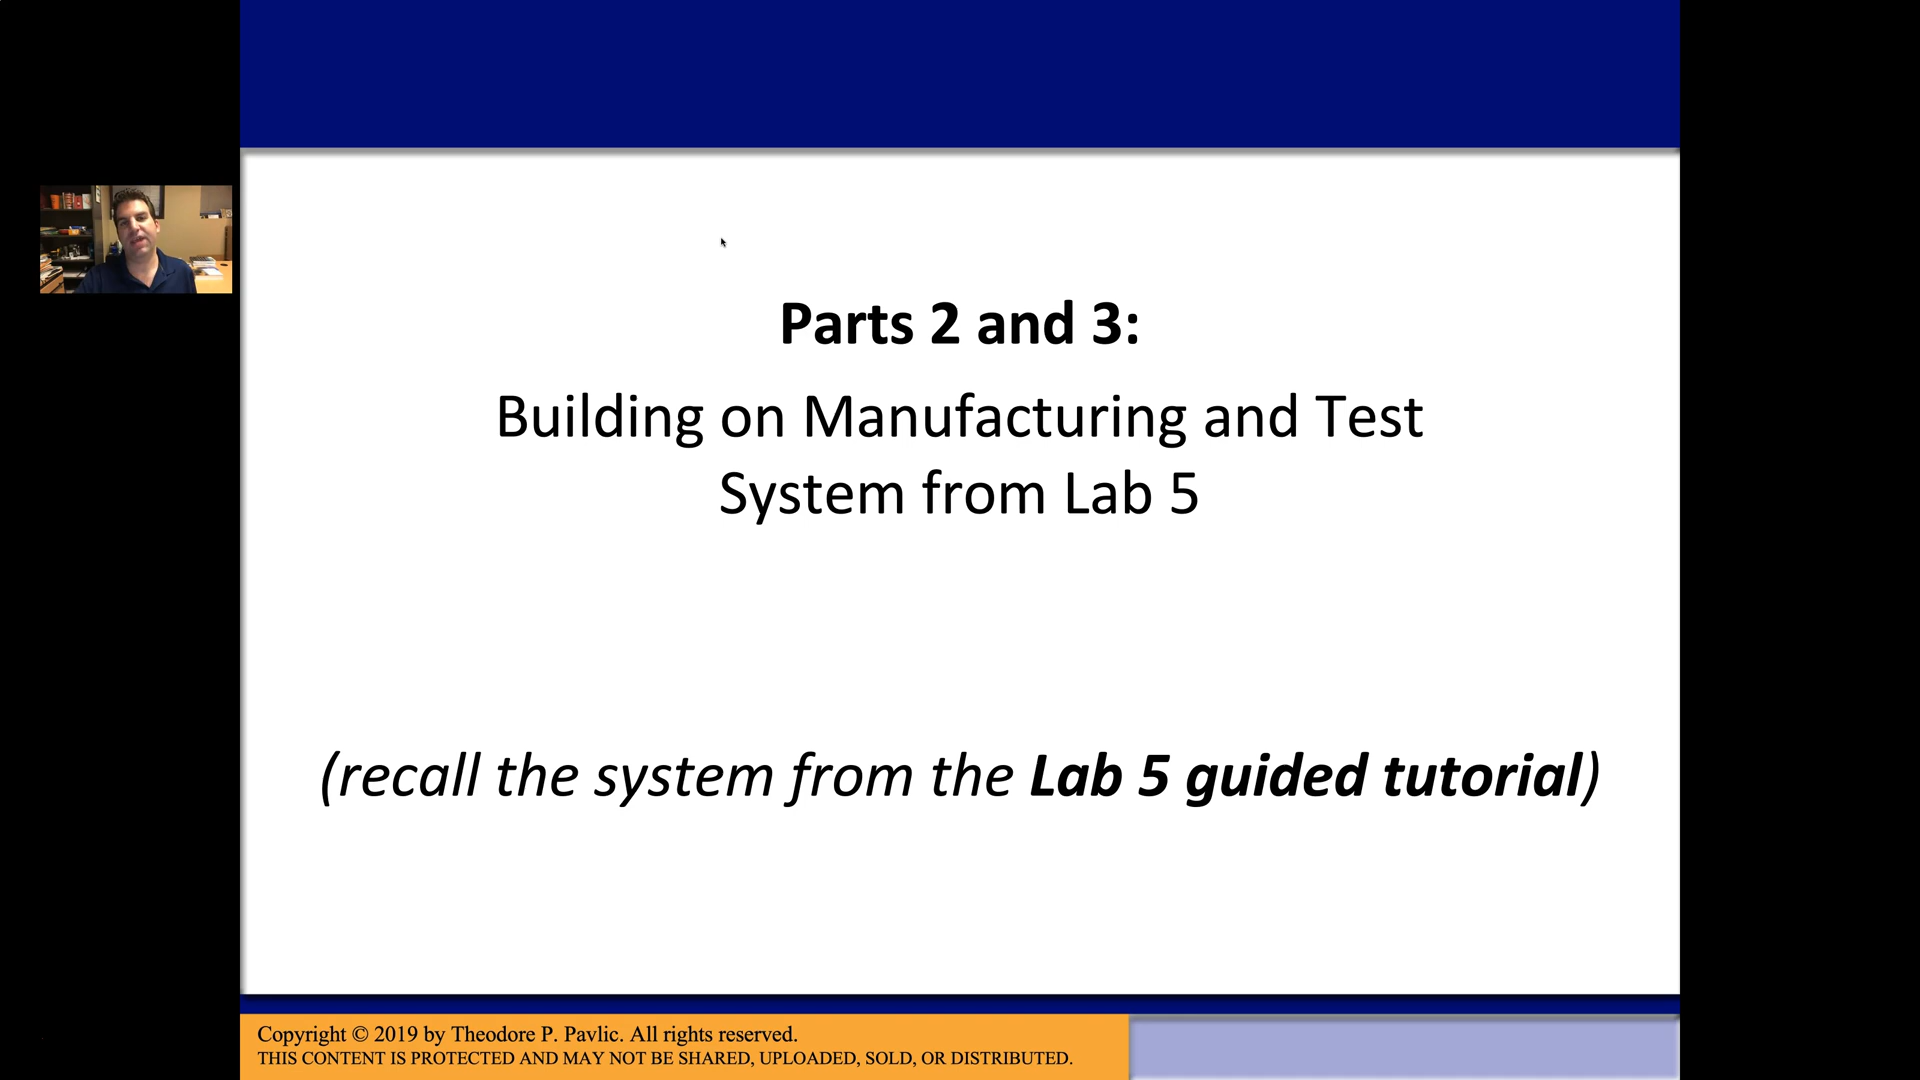 Parts 2 and 3:
Building on Manufacturing and Test
System from Lab 5
(recall the system from the Lab 5 guided tutorial)
Copyright © 2019 by Theodore P. Pavlic. All rights reserved.
THIS CONTENT IS PROTECTED AND MAY NOT BE SHARED, UPLOADED, SOLD, OR DISTRIBUTED.